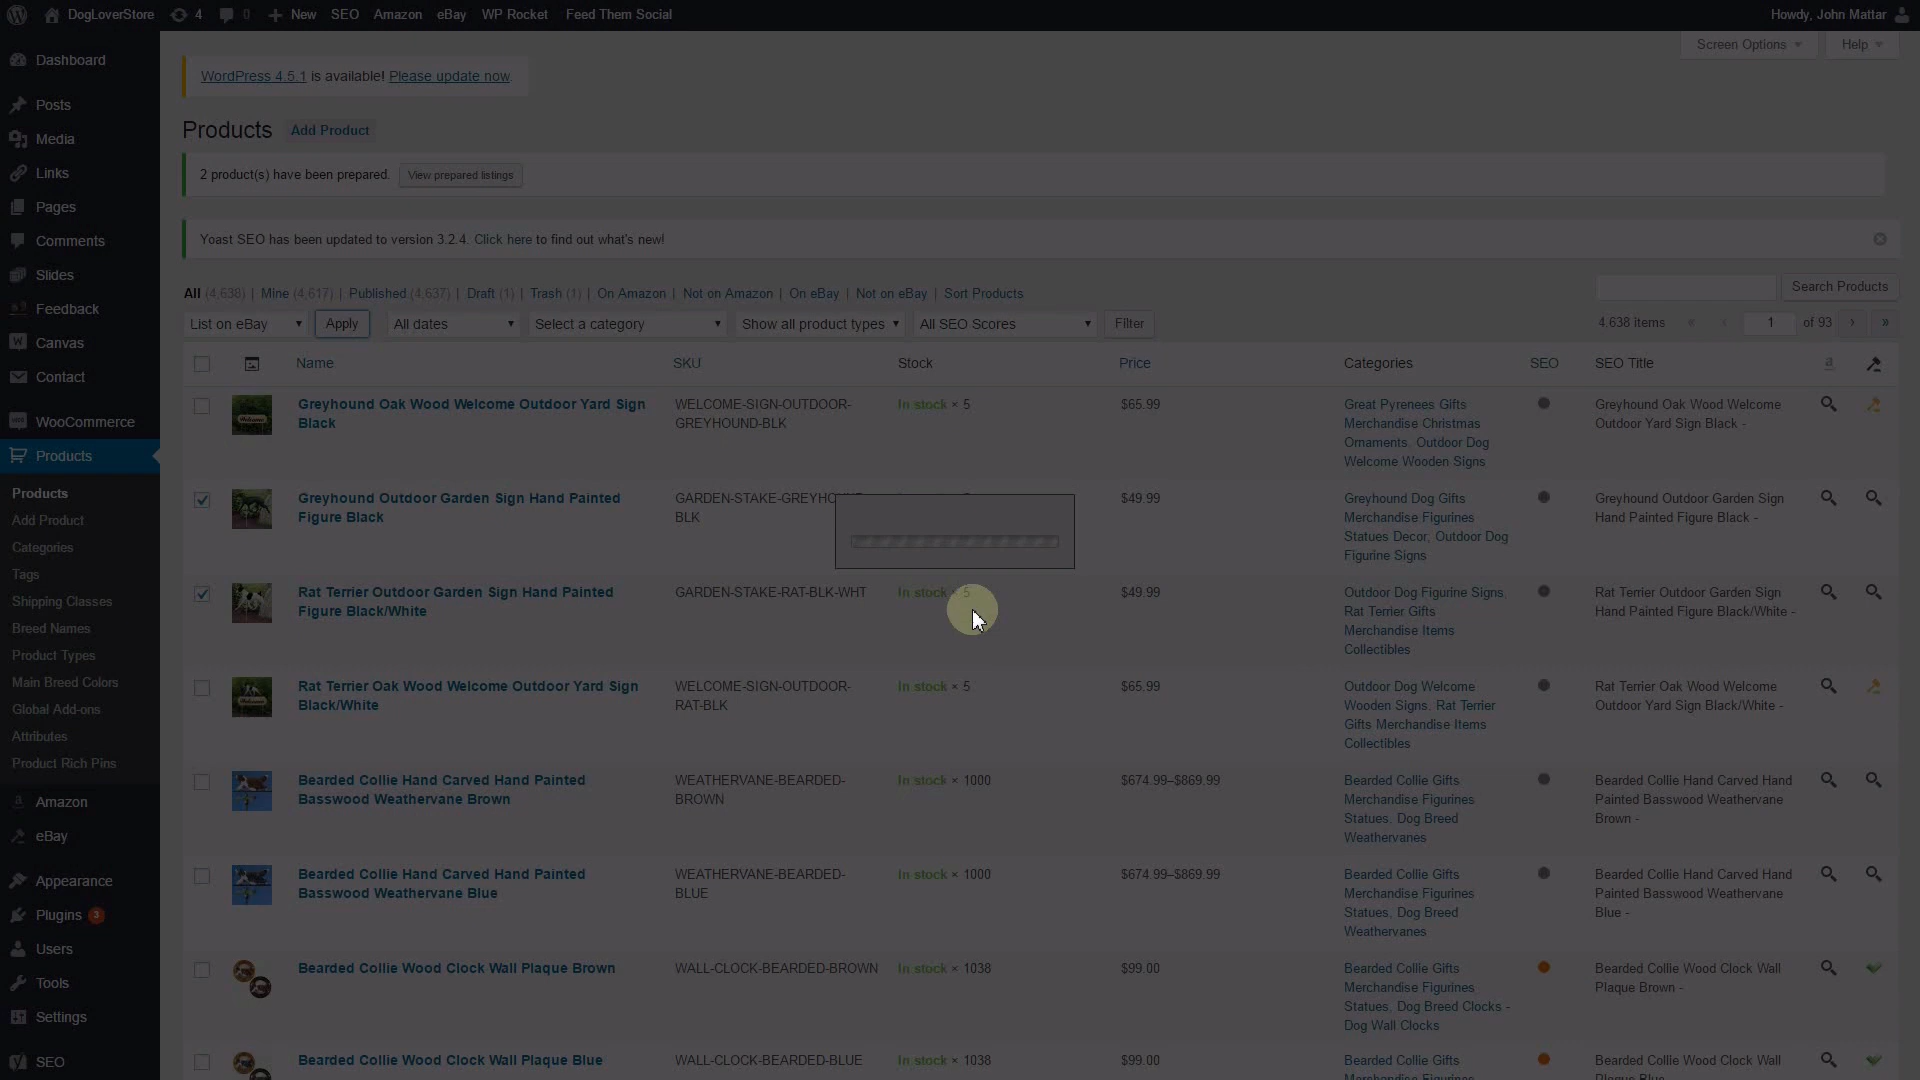 DogLoverStore 4 0 New SEO Amazon eBay WP Rocket Feed Them Social Howdy, John Mattar
Screen Options Help
Dashboard
Posts
Media
Links
Pages
Comments
Slides
Feedback
Canvas
Contact
WooCommerce
Products
Products
Add Product
Categories
Tags
Shipping Classes
Breed Names
Product Types
Main Breed Colors
Global Add-ons
Attributes
Product Rich Pins
Amazon
eBay
Appearance
Plugins 3
Users
Tools
Settings
SEO
WordPress 4.5.1 is available! Please update now.
Products Add Product
2 product(s) have been prepared. View prepared listings
Yoast SEO has been updated to version 3.2.4. Click here to find out what's new!
All (4,638) | Mine (4,617) | Published (4,637) | Draft (1) | Trash (1) | On Amazon | Not on Amazon | On eBay | Not on eBay | Sort Products
Search Products
List on eBay Apply All dates Select a category Show all product types All SEO Scores Filter 4,638 items « ‹ 1 of 93 › »
Name SKU Stock Price Categories SEO SEO Title a
Greyhound Oak Wood Welcome Outdoor Yard Sign
Black
WELCOME-SIGN-OUTDOOR-
GREYHOUND-BLK
In stock × 5
$65.99
Great Pyrenees Gifts
Merchandise Christmas
Ornaments, Outdoor Dog
Welcome Wooden Signs
Greyhound Oak Wood Welcome
Outdoor Yard Sign Black -
Greyhound Outdoor Garden Sign Hand Painted
Figure Black
GARDEN-STAKE-GREYHOUND-
BLK
$49.99
Greyhound Dog Gifts
Merchandise Figurines
Statues Decor, Outdoor Dog
Figurine Signs
Greyhound Outdoor Garden Sign
Hand Painted Figure Black -
Rat Terrier Outdoor Garden Sign Hand Painted
Figure Black/White
GARDEN-STAKE-RAT-BLK-WHT
In stock × 5
$49.99
Outdoor Dog Figurine Signs,
Rat Terrier Gifts
Merchandise Items
Collectibles
Rat Terrier Outdoor Garden Sign
Hand Painted Figure Black/White -
Rat Terrier Oak Wood Welcome Outdoor Yard Sign
Black/White
WELCOME-SIGN-OUTDOOR-
RAT-BLK
In stock × 5
$65.99
Outdoor Dog Welcome
Wooden Signs, Rat Terrier
Gifts Merchandise Items
Collectibles
Rat Terrier Oak Wood Welcome
Outdoor Yard Sign Black/White -
Bearded Collie Hand Carved Hand Painted
Basswood Weathervane Brown
WEATHERVANE-BEARDED-
BROWN
In stock × 1000
$674.99–$869.99
Bearded Collie Gifts
Merchandise Figurines
Statues, Dog Breed
Weathervanes
Bearded Collie Hand Carved Hand
Painted Basswood Weathervane
Brown -
Bearded Collie Hand Carved Hand Painted
Basswood Weathervane Blue
WEATHERVANE-BEARDED-
BLUE
In stock × 1000
$674.99–$869.99
Bearded Collie Gifts
Merchandise Figurines
Statues, Dog Breed
Weathervanes
Bearded Collie Hand Carved Hand
Painted Basswood Weathervane
Blue -
Bearded Collie Wood Clock Wall Plaque Brown
WALL-CLOCK-BEARDED-BROWN
In stock × 1038
$99.00
Bearded Collie Gifts
Merchandise Figurines
Statues, Dog Breed Clocks -
Dog Wall Clocks
Bearded Collie Wood Clock Wall
Plaque Brown -
Bearded Collie Wood Clock Wall Plaque Blue
WALL-CLOCK-BEARDED-BLUE
In stock × 1038
$99.00
Bearded Collie Gifts
Merchandise Figurines
Bearded Collie Wood Clock Wall
Plaque Blue